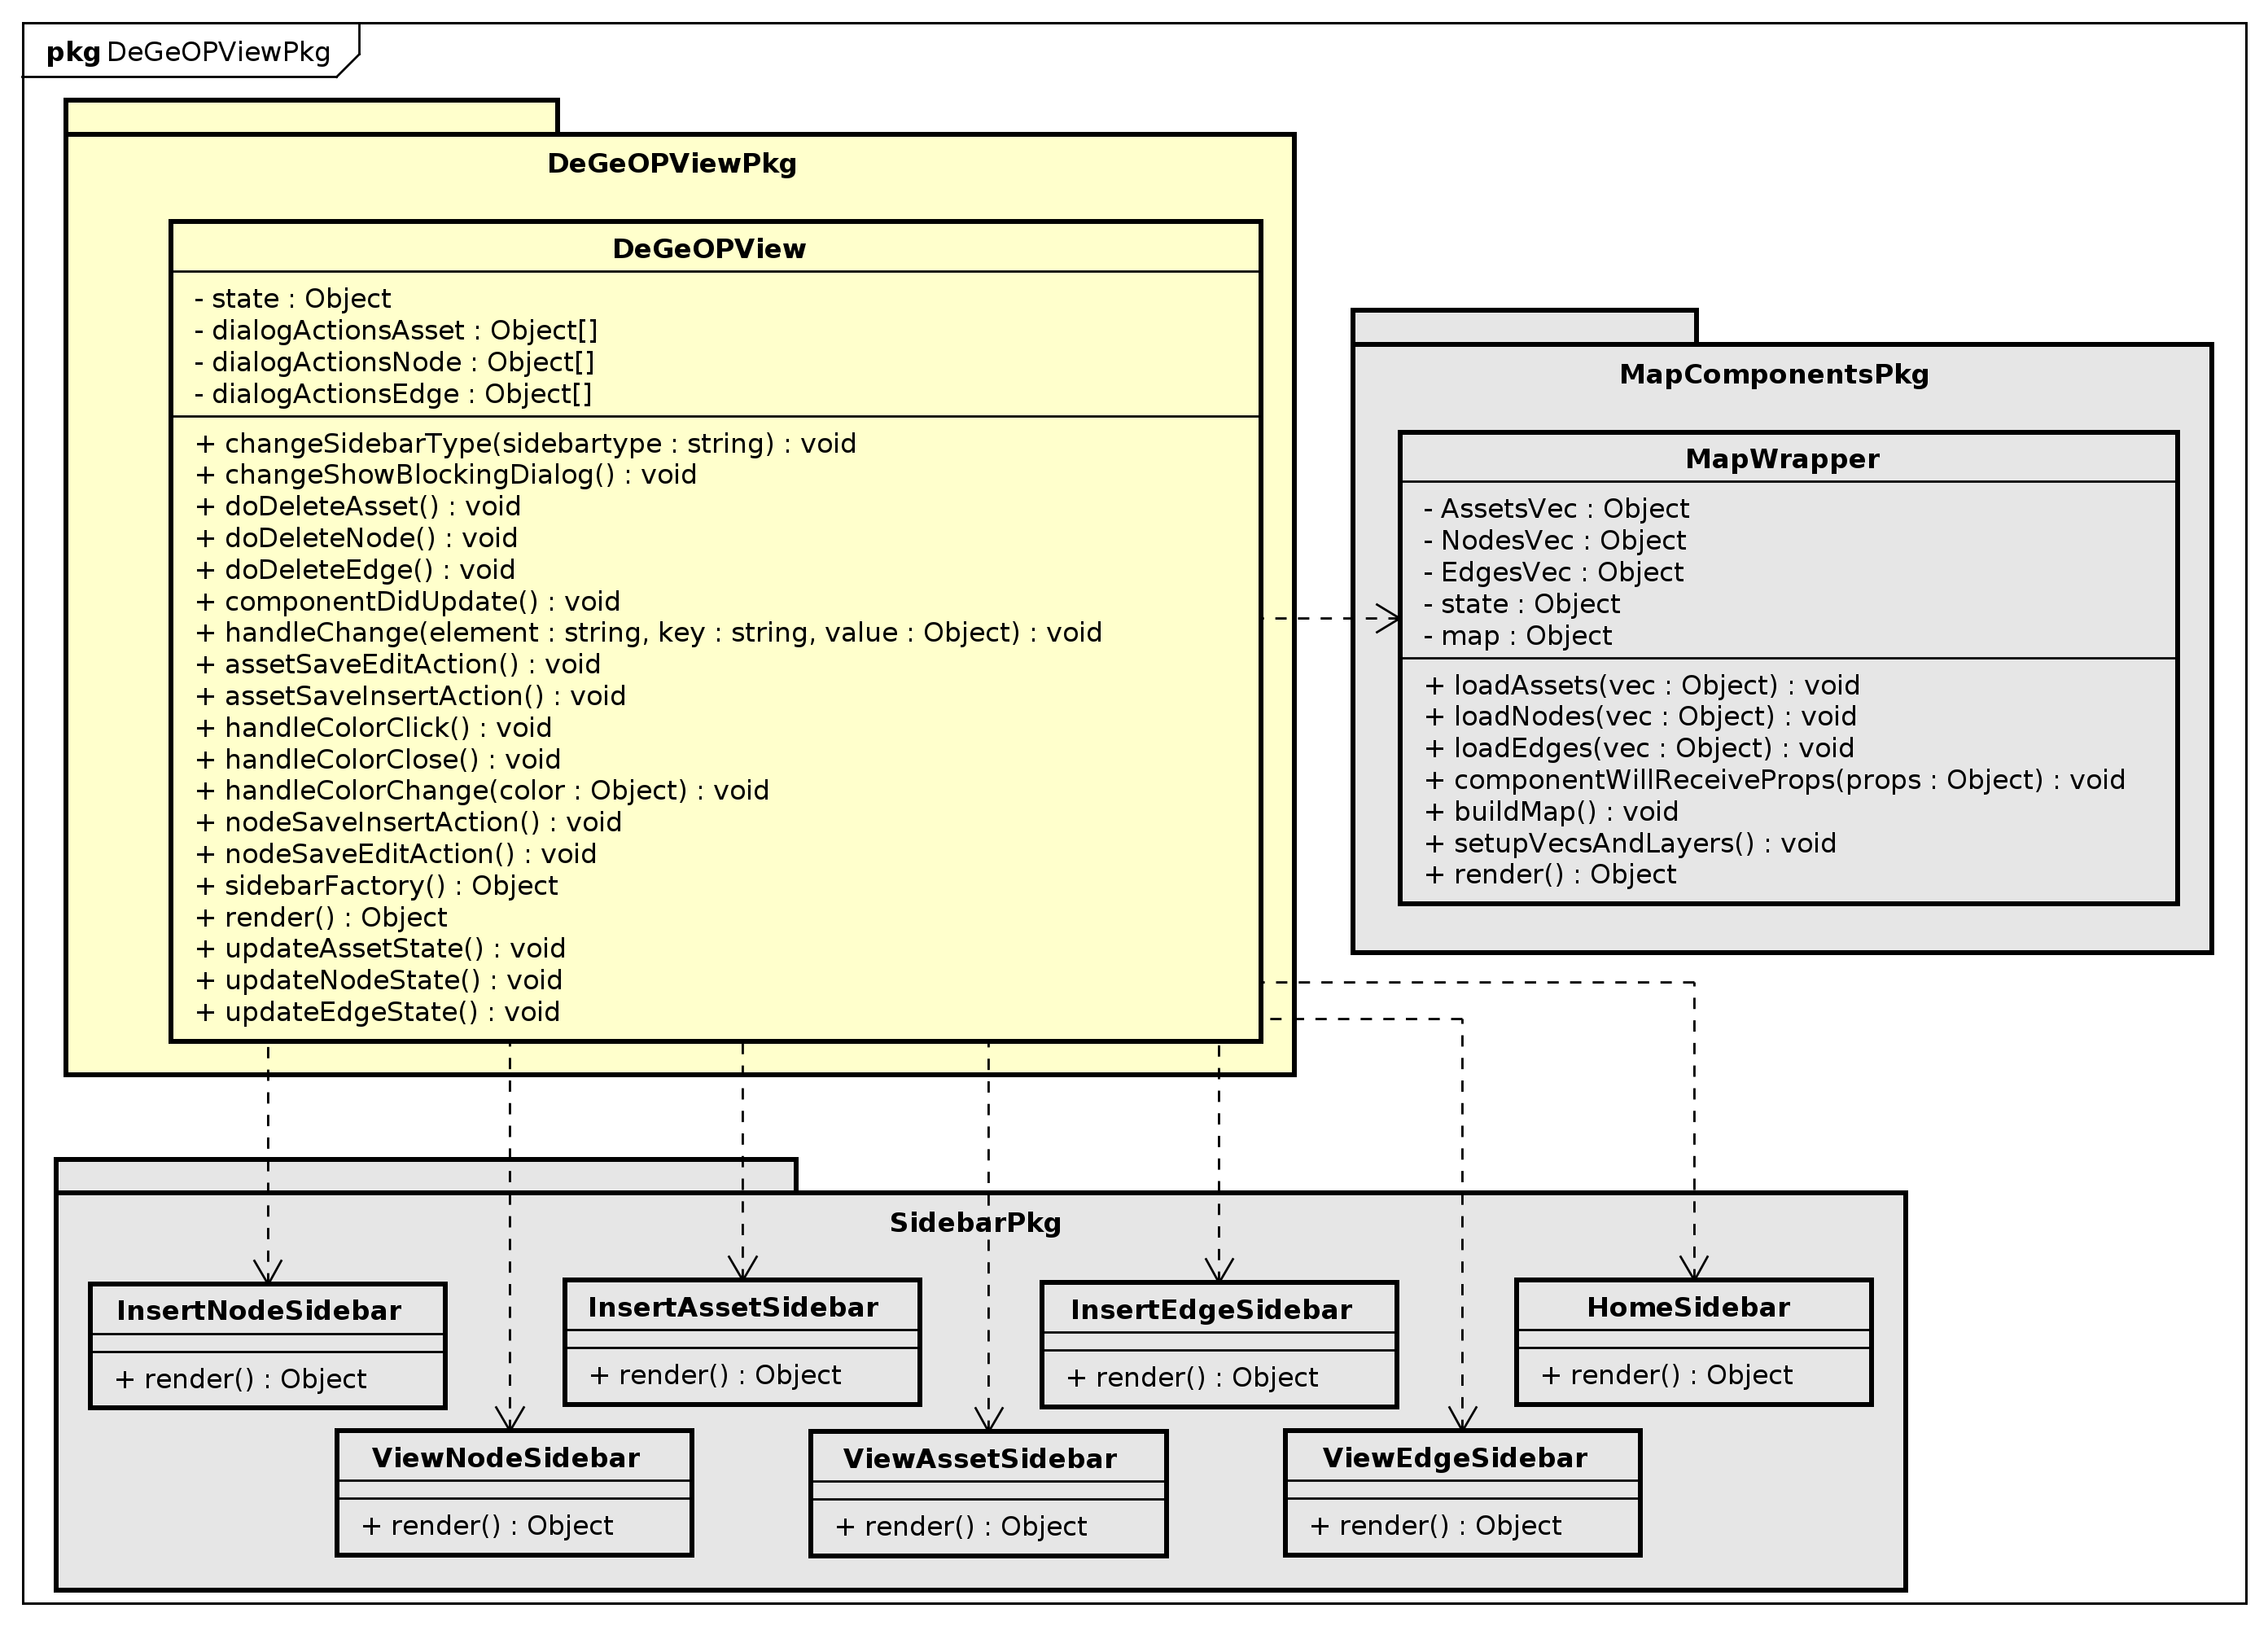 pkg DeGeOPViewPkg
DeGeOPViewPkg
DeGeOPView
- state : Object
- dialogActionsAsset : Object[]
- dialogActionsNode : Object[]
- dialogActionsEdge : Object[]
+ changeSidebarType(sidebartype : string) : void
+ changeShowBlockingDialog() : void
+ doDeleteAsset() : void
+ doDeleteNode() : void
+ doDeleteEdge() : void
+ componentDidUpdate() : void
+ handleChange(element : string, key : string, value : Object) : void
+ assetSaveEditAction() : void
+ assetSaveInsertAction() : void
+ handleColorClick() : void
+ handleColorClose() : void
+ handleColorChange(color : Object) : void
+ nodeSaveInsertAction() : void
+ nodeSaveEditAction() : void
+ sidebarFactory() : Object
+ render() : Object
+ updateAssetState() : void
+ updateNodeState() : void
+ updateEdgeState() : void
MapComponentsPkg
MapWrapper
- AssetsVec : Object
- NodesVec : Object
- EdgesVec : Object
- state : Object
- map : Object
+ loadAssets(vec : Object) : void
+ loadNodes(vec : Object) : void
+ loadEdges(vec : Object) : void
+ componentWillReceiveProps(props : Object) : void
+ buildMap() : void
+ setupVecsAndLayers() : void
+ render() : Object
SidebarPkg
InsertNodeSidebar
+ render() : Object
InsertAssetSidebar
+ render() : Object
InsertEdgeSidebar
+ render() : Object
HomeSidebar
+ render() : Object
ViewNodeSidebar
+ render() : Object
ViewAssetSidebar
+ render() : Object
ViewEdgeSidebar
+ render() : Object